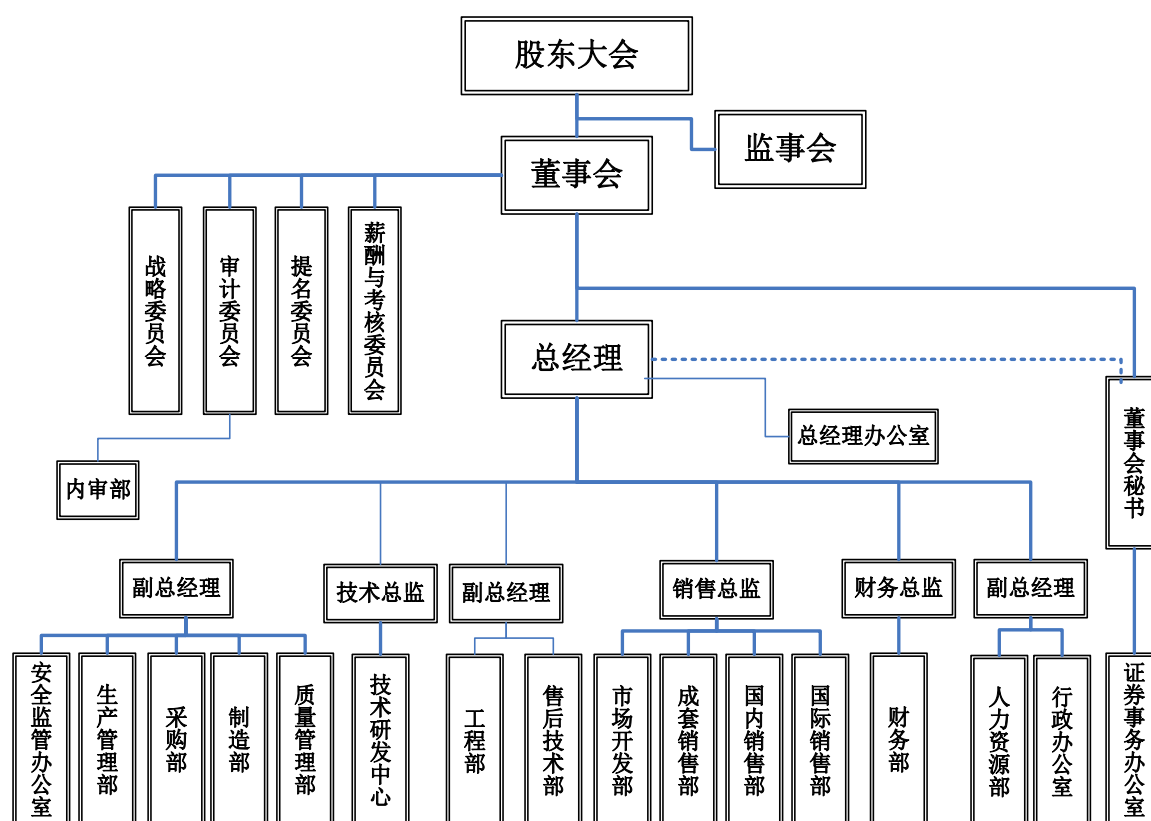 股东大会
监事会
董事会
战略委员会
审计委员会
提名委员会
薪酬与考核委员会
总经理
总经理办公室
董事会秘书
内审部
副总经理
技术总监
副总经理
销售总监
财务总监
副总经理
安全监管办公室
生产管理部
采购部
制造部
质量管理部
技术研发中心
工程部
售后技术部
市场开发部
成套销售部
国内销售部
国际销售部
财务部
人力资源部
行政办公室
证券事务办公室